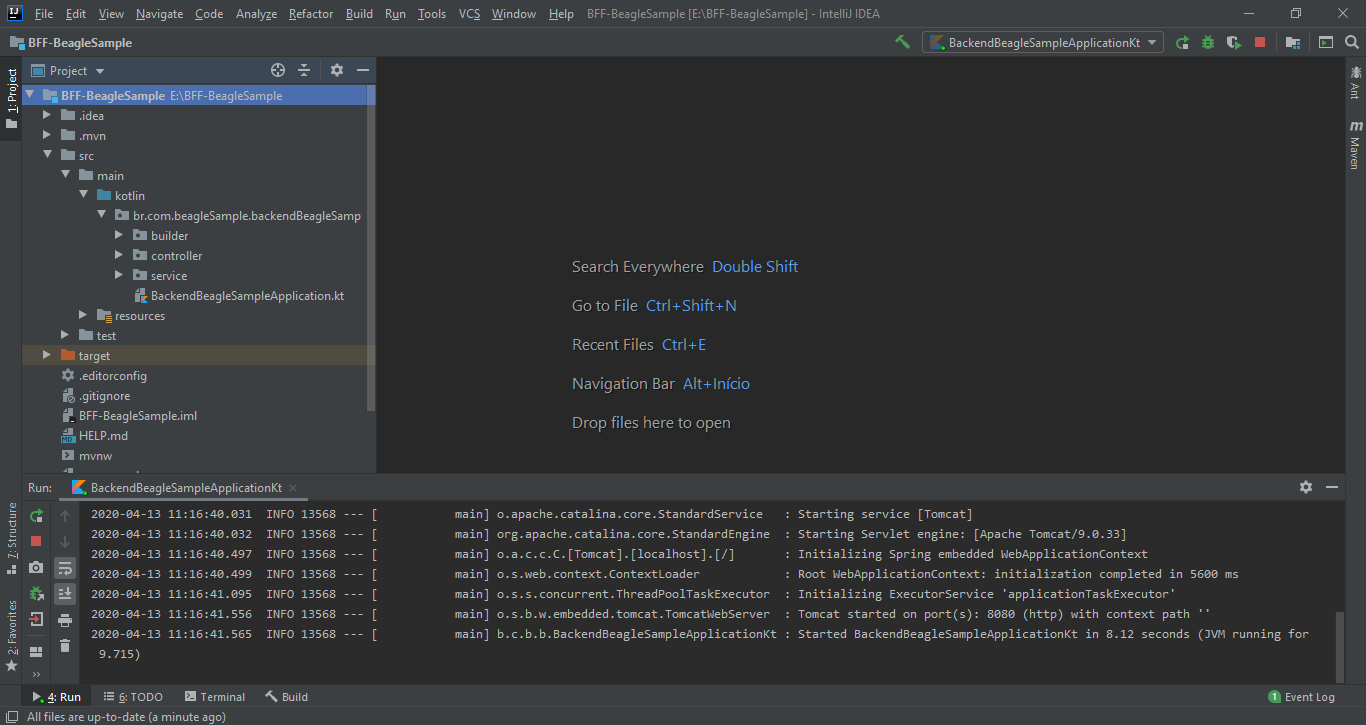 File Edit View Navigate Code Analyze Refactor Build Run Tools VCS Window Help BFF-BeagleSample [E:\BFF-BeagleSample] - IntelliJ IDEA
BFF-BeagleSample
BackendBeagleSampleApplicationKt
1: Project
Project
BFF-BeagleSample E:\BFF-BeagleSample
.idea
.mvn
src
main
kotlin
br.com.beagleSample.backendBeagleSamp
builder
controller
service
BackendBeagleSampleApplication.kt
resources
test
target
.editorconfig
.gitignore
BFF-BeagleSample.iml
HELP.md
mvnw
Search Everywhere Double Shift
Go to File Ctrl+Shift+N
Recent Files Ctrl+E
Navigation Bar Alt+Início
Drop files here to open
Ant
Maven
Run: BackendBeagleSampleApplicationKt
7: Structure
2: Favorites
2020-04-13 11:16:40.031 INFO 13568 --- [ main] o.apache.catalina.core.StandardService : Starting service [Tomcat]
2020-04-13 11:16:40.032 INFO 13568 --- [ main] org.apache.catalina.core.StandardEngine : Starting Servlet engine: [Apache Tomcat/9.0.33]
2020-04-13 11:16:40.497 INFO 13568 --- [ main] o.a.c.c.C.[Tomcat].[localhost].[/] : Initializing Spring embedded WebApplicationContext
2020-04-13 11:16:40.499 INFO 13568 --- [ main] o.s.web.context.ContextLoader : Root WebApplicationContext: initialization completed in 5600 ms
2020-04-13 11:16:41.095 INFO 13568 --- [ main] o.s.s.concurrent.ThreadPoolTaskExecutor : Initializing ExecutorService 'applicationTaskExecutor'
2020-04-13 11:16:41.556 INFO 13568 --- [ main] o.s.b.w.embedded.tomcat.TomcatWebServer : Tomcat started on port(s): 8080 (http) with context path ''
2020-04-13 11:16:41.565 INFO 13568 --- [ main] b.c.b.b.BackendBeagleSampleApplicationKt : Started BackendBeagleSampleApplicationKt in 8.12 seconds (JVM running for
9.715)
4: Run 6: TODO Terminal Build 1 Event Log
All files are up-to-date (a minute ago)